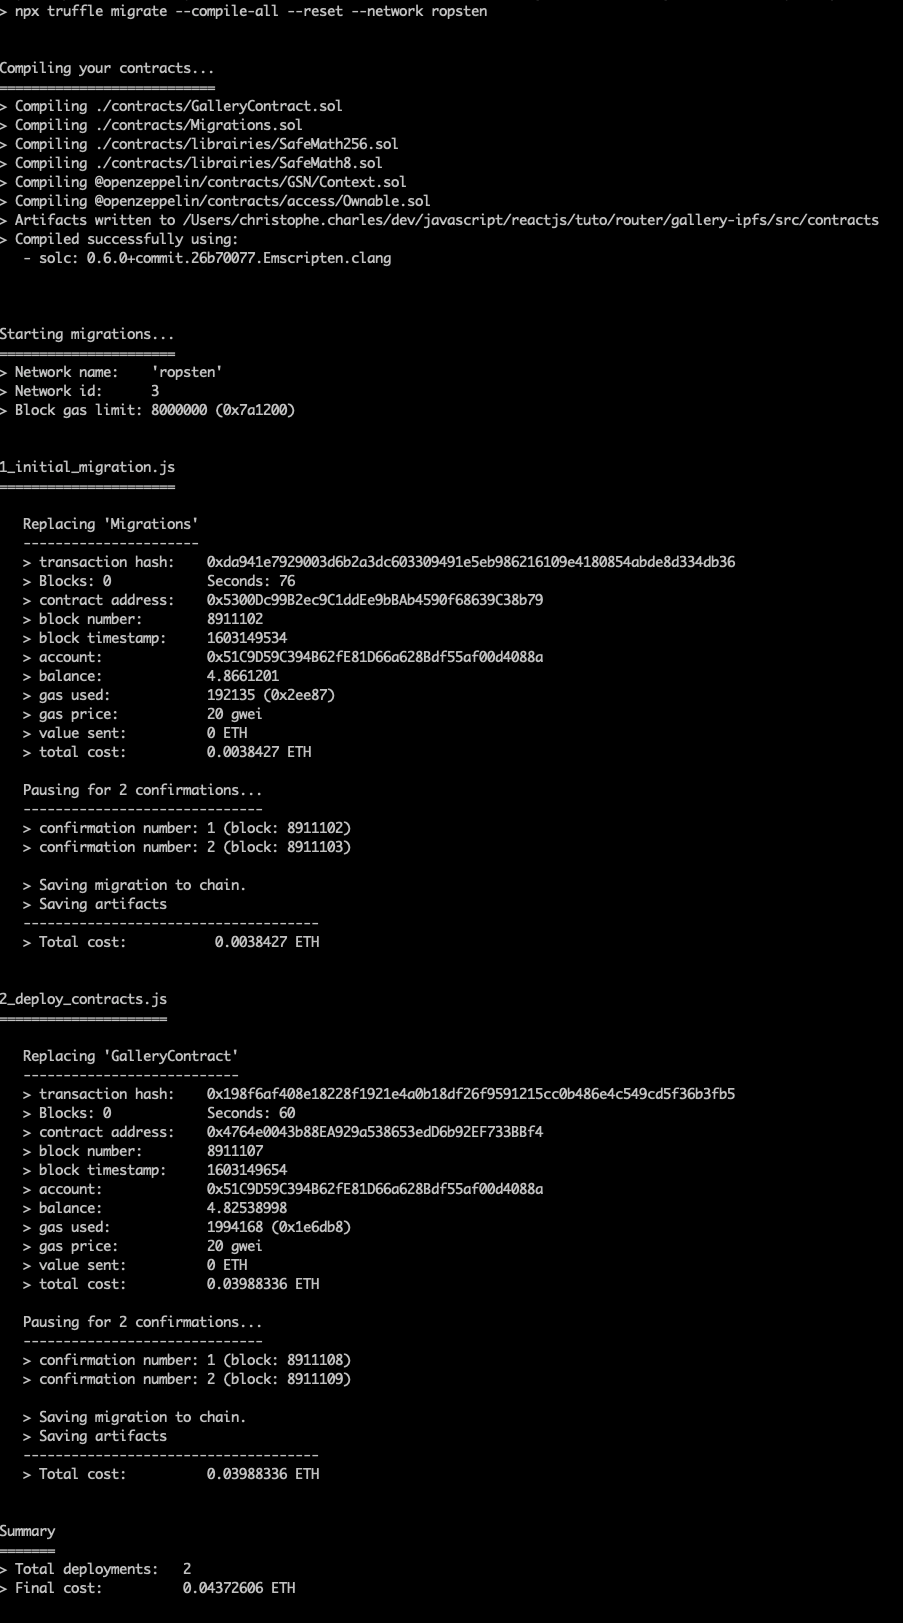 > npx truffle migrate --compile-all --reset --network ropsten
Compiling your contracts...
===========================
> Compiling ./contracts/GalleryContract.sol
> Compiling ./contracts/Migrations.sol
> Compiling ./contracts/librairies/SafeMath256.sol
> Compiling ./contracts/librairies/SafeMath8.sol
> Compiling @openzeppelin/contracts/GSN/Context.sol
> Compiling @openzeppelin/contracts/access/Ownable.sol
> Artifacts written to /Users/christophe.charles/dev/javascript/reactjs/tuto/router/gallery-ipfs/src/contracts
> Compiled successfully using:
   - solc: 0.6.0+commit.26b70077.Emscripten.clang
Starting migrations...
======================
> Network name:    'ropsten'
> Network id:      3
> Block gas limit: 8000000 (0x7a1200)
1_initial_migration.js
======================
   Replacing 'Migrations'
   ----------------------
   > transaction hash:    0xda941e7929003d6b2a3dc603309491e5eb986216109e4180854abde8d334db36
   > Blocks: 0            Seconds: 76
   > contract address:    0x5300Dc99B2ec9C1ddEe9bBAb4590f68639C38b79
   > block number:        8911102
   > block timestamp:     1603149534
   > account:             0x51C9D59C394B62fE81D66a628Bdf55af00d4088a
   > balance:             4.8661201
   > gas used:            192135 (0x2ee87)
   > gas price:           20 gwei
   > value sent:          0 ETH
   > total cost:          0.0038427 ETH
   Pausing for 2 confirmations...
   ------------------------------
   > confirmation number: 1 (block: 8911102)
   > confirmation number: 2 (block: 8911103)
   > Saving migration to chain.
   > Saving artifacts
   -------------------------------------
   > Total cost:           0.0038427 ETH
2_deploy_contracts.js
=====================
   Replacing 'GalleryContract'
   ---------------------------
   > transaction hash:    0x198f6af408e18228f1921e4a0b18df26f9591215cc0b486e4c549cd5f36b3fb5
   > Blocks: 0            Seconds: 60
   > contract address:    0x4764e0043b88EA929a538653edD6b92EF733BBf4
   > block number:        8911107
   > block timestamp:     1603149654
   > account:             0x51C9D59C394B62fE81D66a628Bdf55af00d4088a
   > balance:             4.82538998
   > gas used:            1994168 (0x1e6db8)
   > gas price:           20 gwei
   > value sent:          0 ETH
   > total cost:          0.03988336 ETH
   Pausing for 2 confirmations...
   ------------------------------
   > confirmation number: 1 (block: 8911108)
   > confirmation number: 2 (block: 8911109)
   > Saving migration to chain.
   > Saving artifacts
   -------------------------------------
   > Total cost:          0.03988336 ETH
Summary
=======
> Total deployments:   2
> Final cost:          0.04372606 ETH